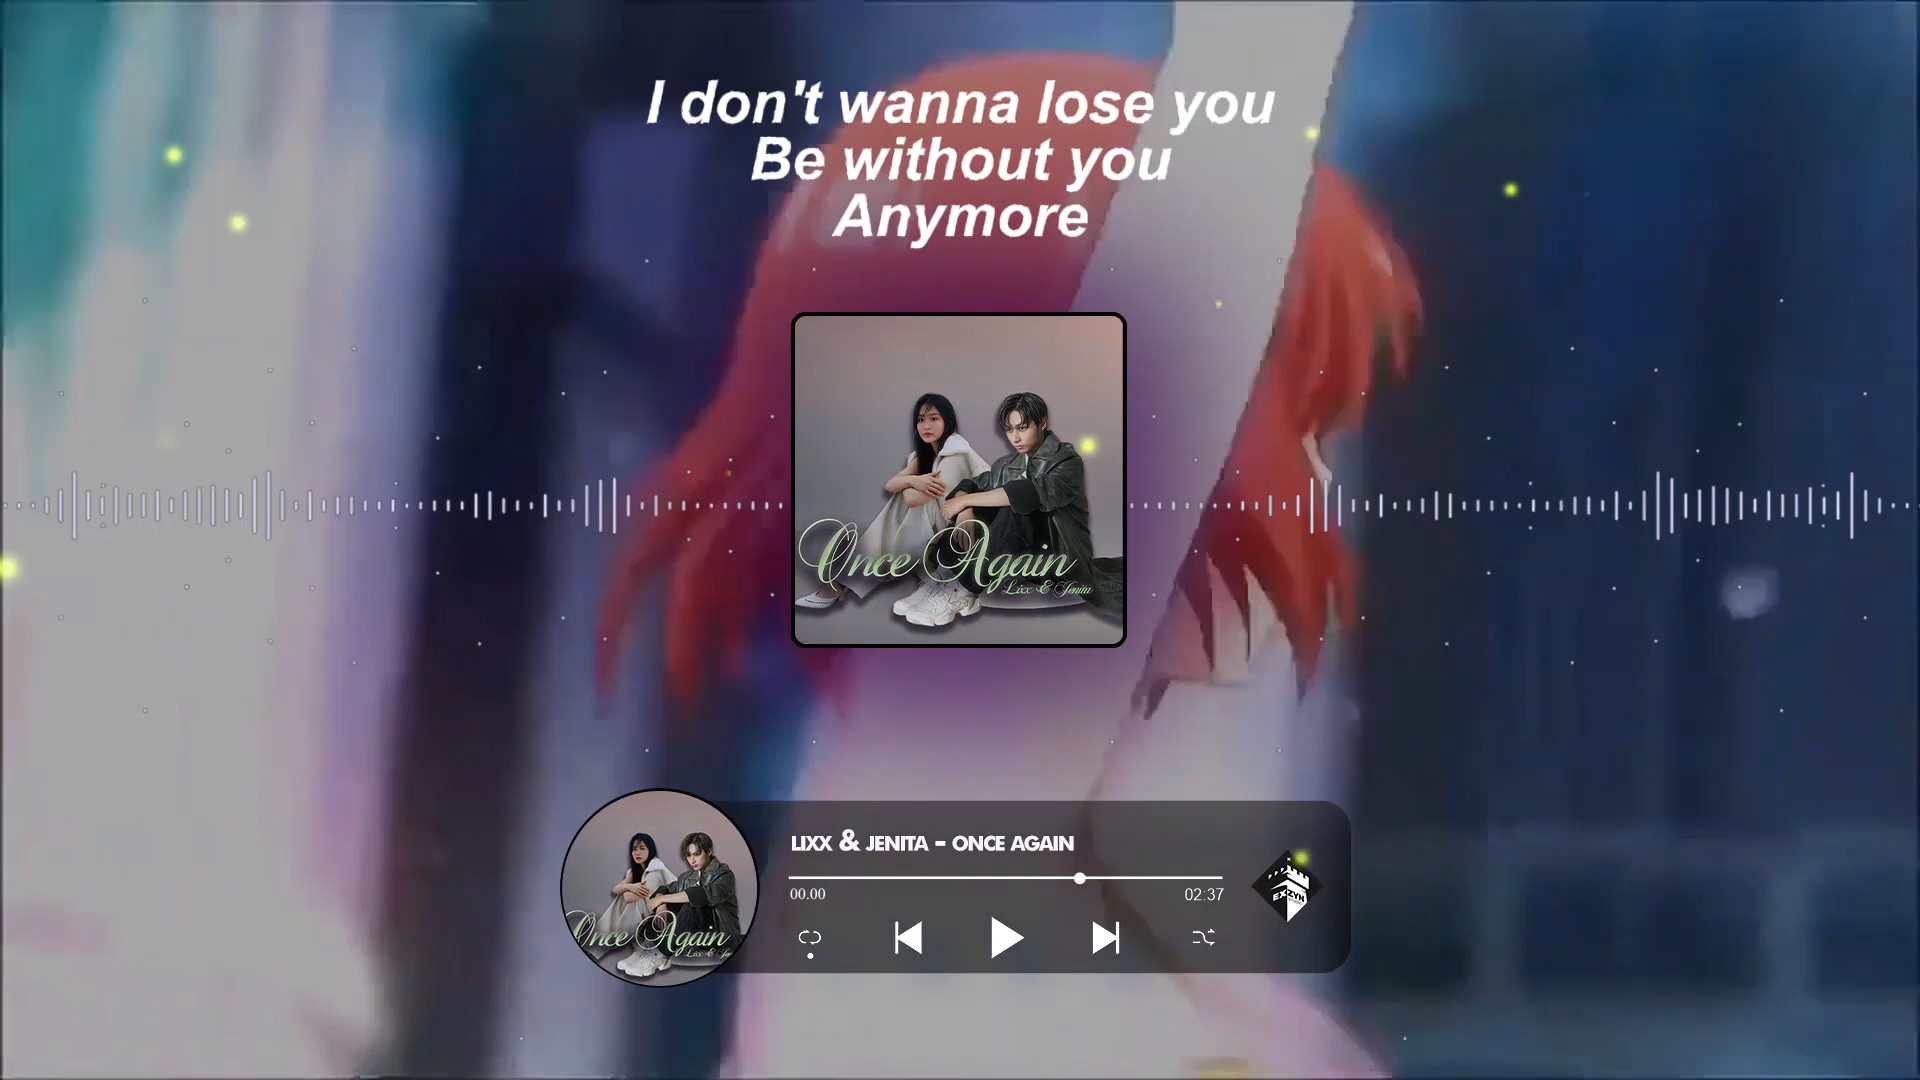 I don't wanna lose you
Be without you
Anymore
Once Again
Lixx & Jenita
LIXX & JENITA - ONCE AGAIN
00.00
02:37
Once Again
EXZYN